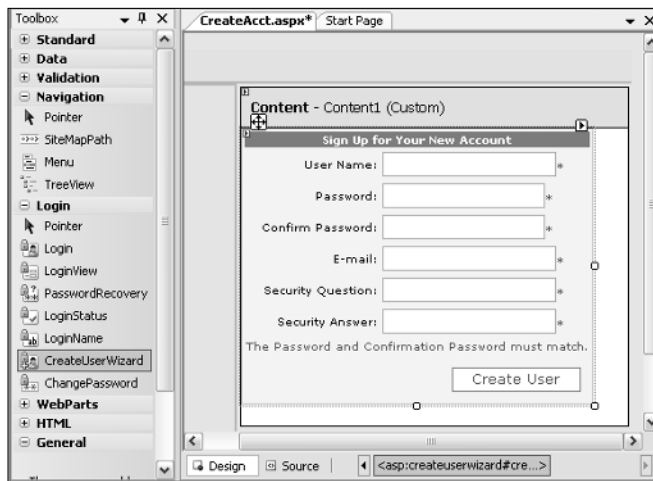 Toolbox
Standard
Data
Validation
Navigation
Pointer
SiteMapPath
Menu
TreeView
Login
Pointer
Login
LoginView
PasswordRecovery
LoginStatus
LoginName
CreateUserWizard
ChangePassword
WebParts
HTML
General
CreateAcct.aspx* Start Page
Content - Content1 (Custom)
Sign Up for Your New Account
User Name: *
Password: *
Confirm Password: *
E-mail: *
Security Question: *
Security Answer: *
The Password and Confirmation Password must match.
Create User
Design Source <asp:createuserwizard#cre...>